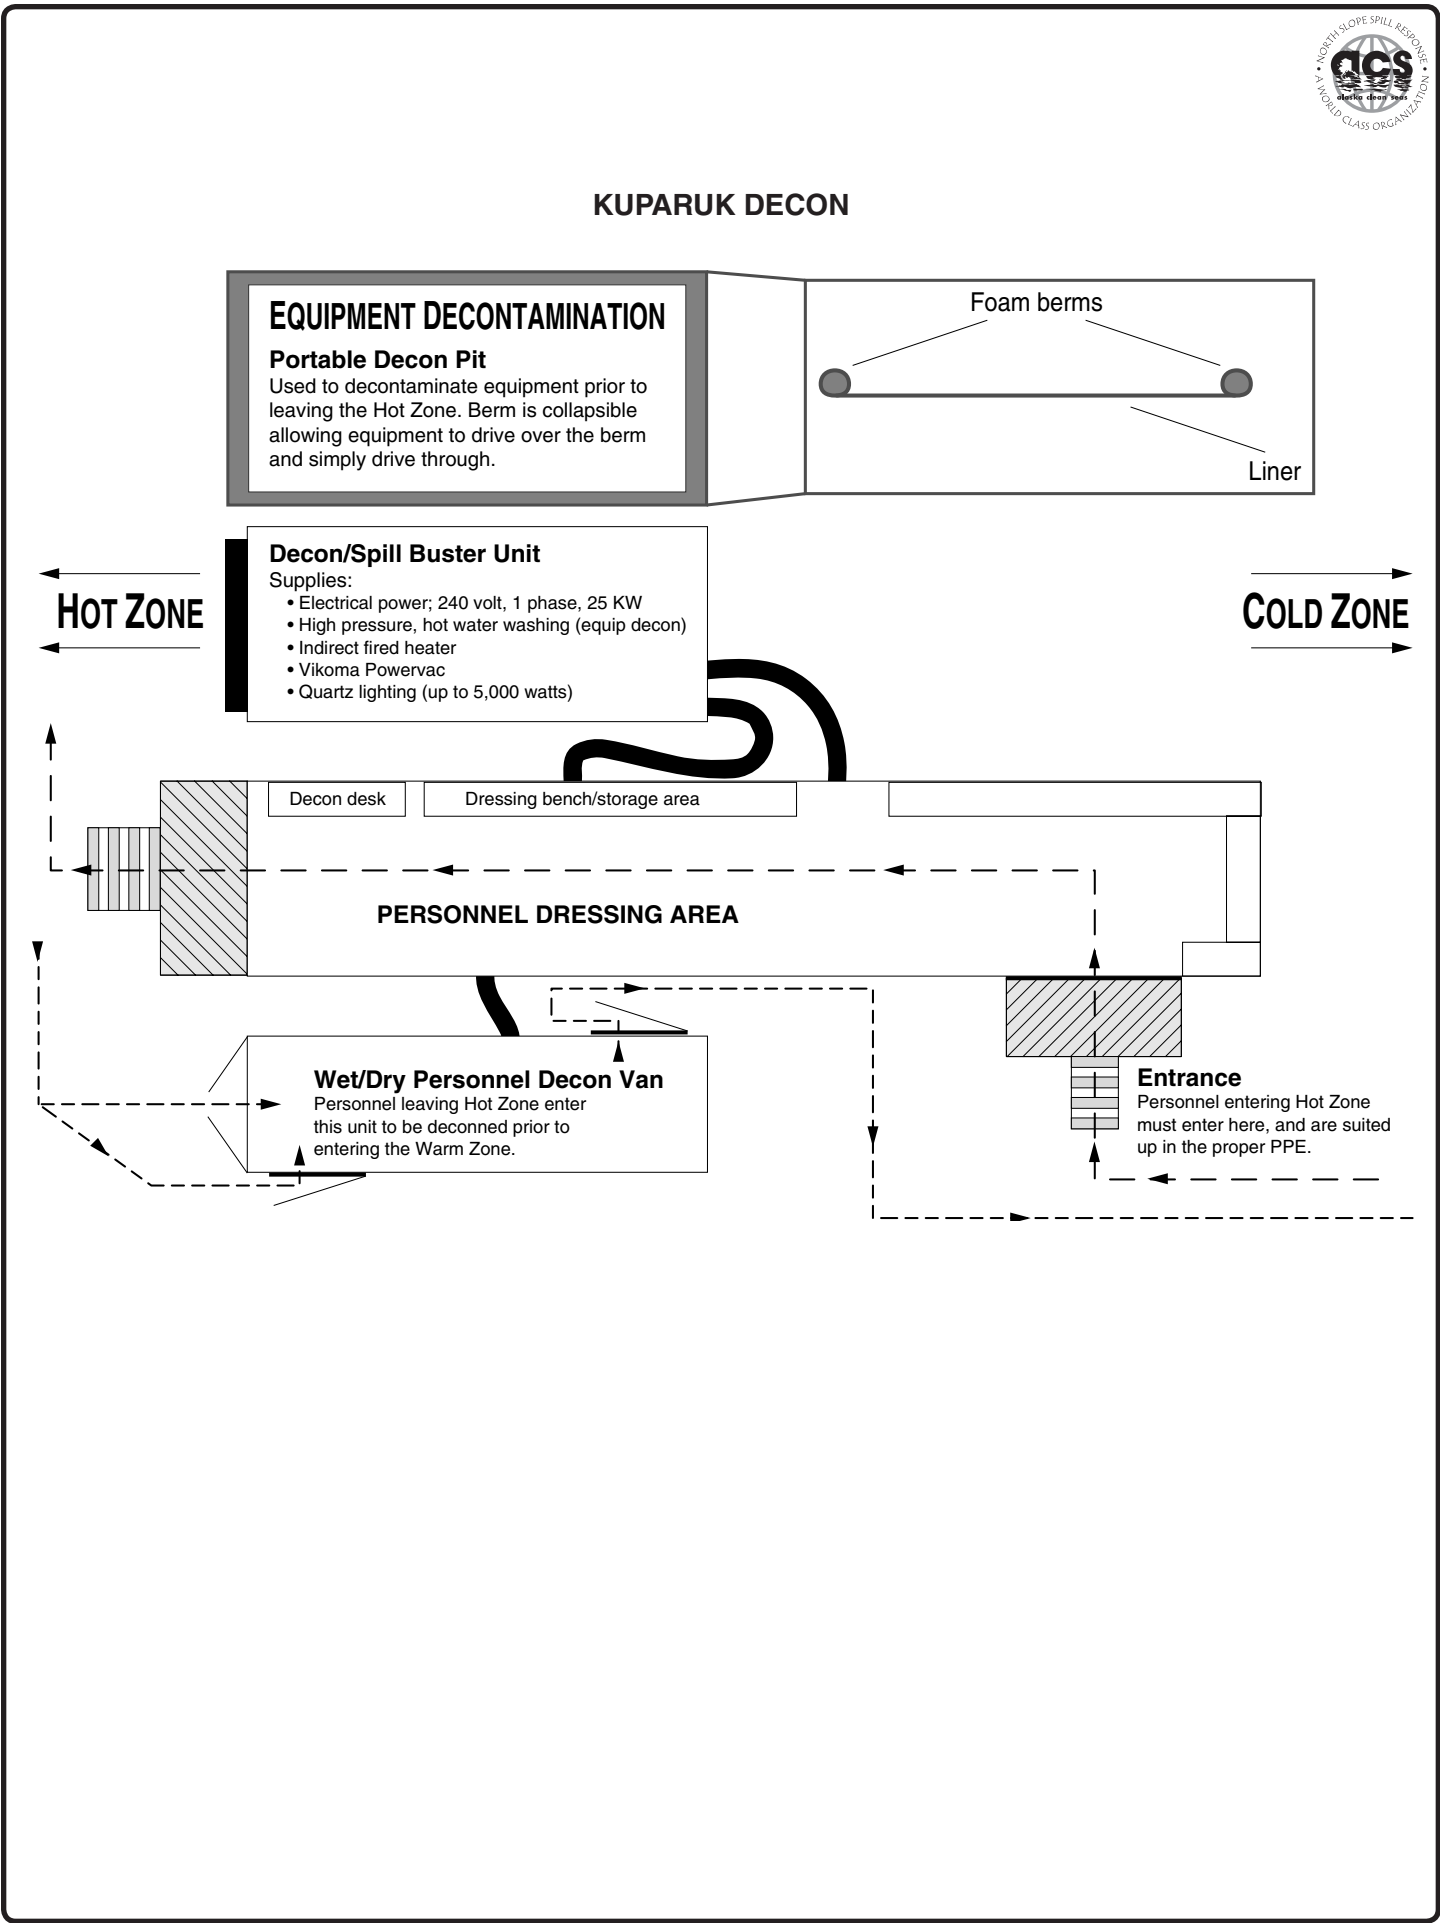 NORTH SLOPE SPILL RESPONSE
acs
alaska clean seas
A WORLD CLASS ORGANIZATION
KUPARUK DECON
EQUIPMENT DECONTAMINATION
Portable Decon Pit
Used to decontaminate equipment prior to
leaving the Hot Zone. Berm is collapsible
allowing equipment to drive over the berm
and simply drive through.
Foam berms
Liner
Decon/Spill Buster Unit
Supplies:
• Electrical power; 240 volt, 1 phase, 25 KW
• High pressure, hot water washing (equip decon)
• Indirect fired heater
• Vikoma Powervac
• Quartz lighting (up to 5,000 watts)
HOT ZONE
COLD ZONE
Decon desk
Dressing bench/storage area
PERSONNEL DRESSING AREA
Wet/Dry Personnel Decon Van
Personnel leaving Hot Zone enter
this unit to be deconned prior to
entering the Warm Zone.
Entrance
Personnel entering Hot Zone
must enter here, and are suited
up in the proper PPE.